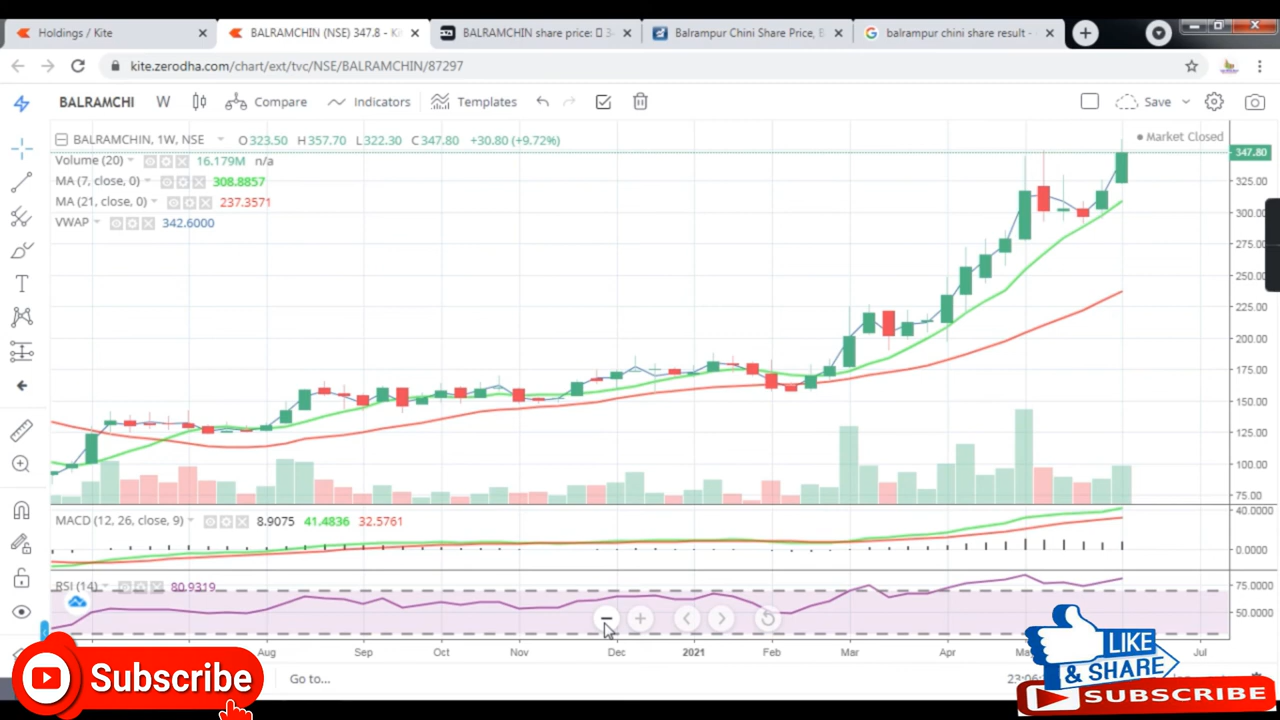 Holdings / Kite
BALRAMCHIN (NSE) 347.8 - K
BALRAMCHIN share price:
Balrampur Chini Share Price,
balrampur chini share result -
kite.zerodha.com/chart/ext/tvc/NSE/BALRAMCHIN/87297
BALRAMCHI W Compare Indicators Templates Save
BALRAMCHIN, 1W, NSE O323.50 H357.70 L322.30 C347.80 +30.80 (+9.72%)
Market Closed
Volume (20) 16.179M n/a
MA (7, close, 0) 308.8857
MA (21, close, 0) 237.3571
VWAP 342.6000
347.80
325.00
300.00
275.00
250.00
225.00
200.00
175.00
150.00
125.00
100.00
75.00
MACD (12, 26, close, 9) 8.9075 41.4836 32.5761
40.0000
0.0000
RSI (14) 80.9319
75.0000
50.0000
Aug Sep Oct Nov Dec 2021 Feb Mar Apr Jul
Go to...
23:06:
Subscribe
LIKE
& SHARE
SUBSCRIBE